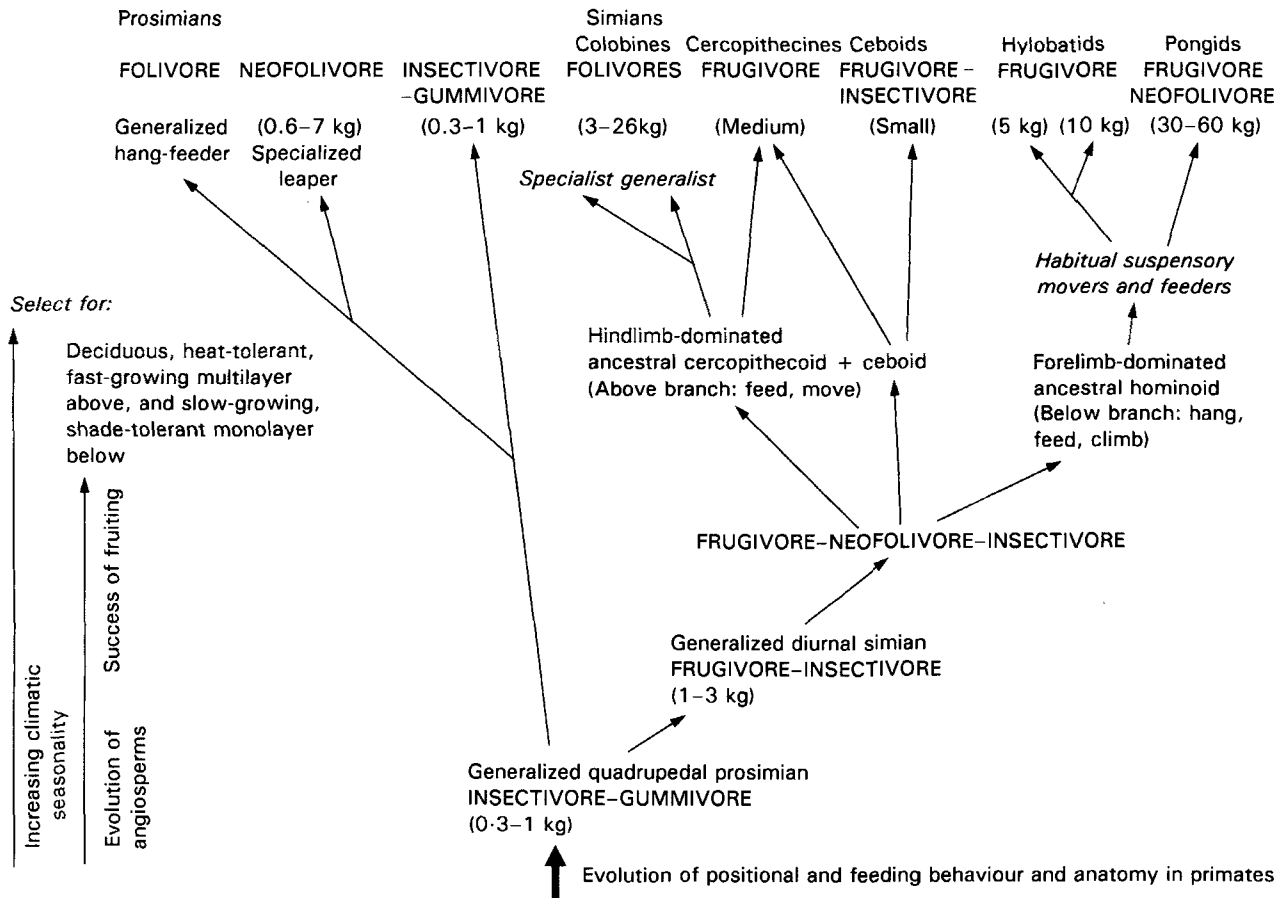 Prosimians
FOLIVORE
Generalized
hang-feeder
NEOFOLIVORE
(0.6–7 kg)
Specialized
leaper
INSECTIVORE
–GUMMIVORE
(0.3–1 kg)
Simians
Colobines
FOLIVORES
(3–26kg)
Cercopithecines
FRUGIVORE
(Medium)
Ceboids
FRUGIVORE–
INSECTIVORE
(Small)
Hylobatids
FRUGIVORE
(5 kg) (10 kg)
Pongids
FRUGIVORE
NEOFOLIVORE
(30–60 kg)
Specialist generalist
Habitual suspensory
movers and feeders
Select for:
Deciduous, heat-tolerant,
fast-growing multilayer
above, and slow-growing,
shade-tolerant monolayer
below
Hindlimb-dominated
ancestral cercopithecoid + ceboid
(Above branch: feed, move)
Forelimb-dominated
ancestral hominoid
(Below branch: hang,
feed, climb)
FRUGIVORE–NEOFOLIVORE–INSECTIVORE
Generalized diurnal simian
FRUGIVORE–INSECTIVORE
(1–3 kg)
Generalized quadrupedal prosimian
INSECTIVORE–GUMMIVORE
(0·3–1 kg)
Increasing climatic
seasonality
Evolution of
angiosperms
Success of fruiting
Evolution of positional and feeding behaviour and anatomy in primates